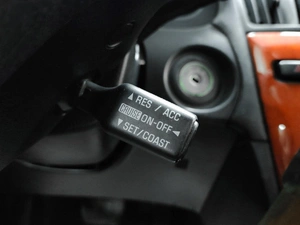 ▲ RES / ACC
CRUISE ON-OFF ◄
▼ SET/COAST